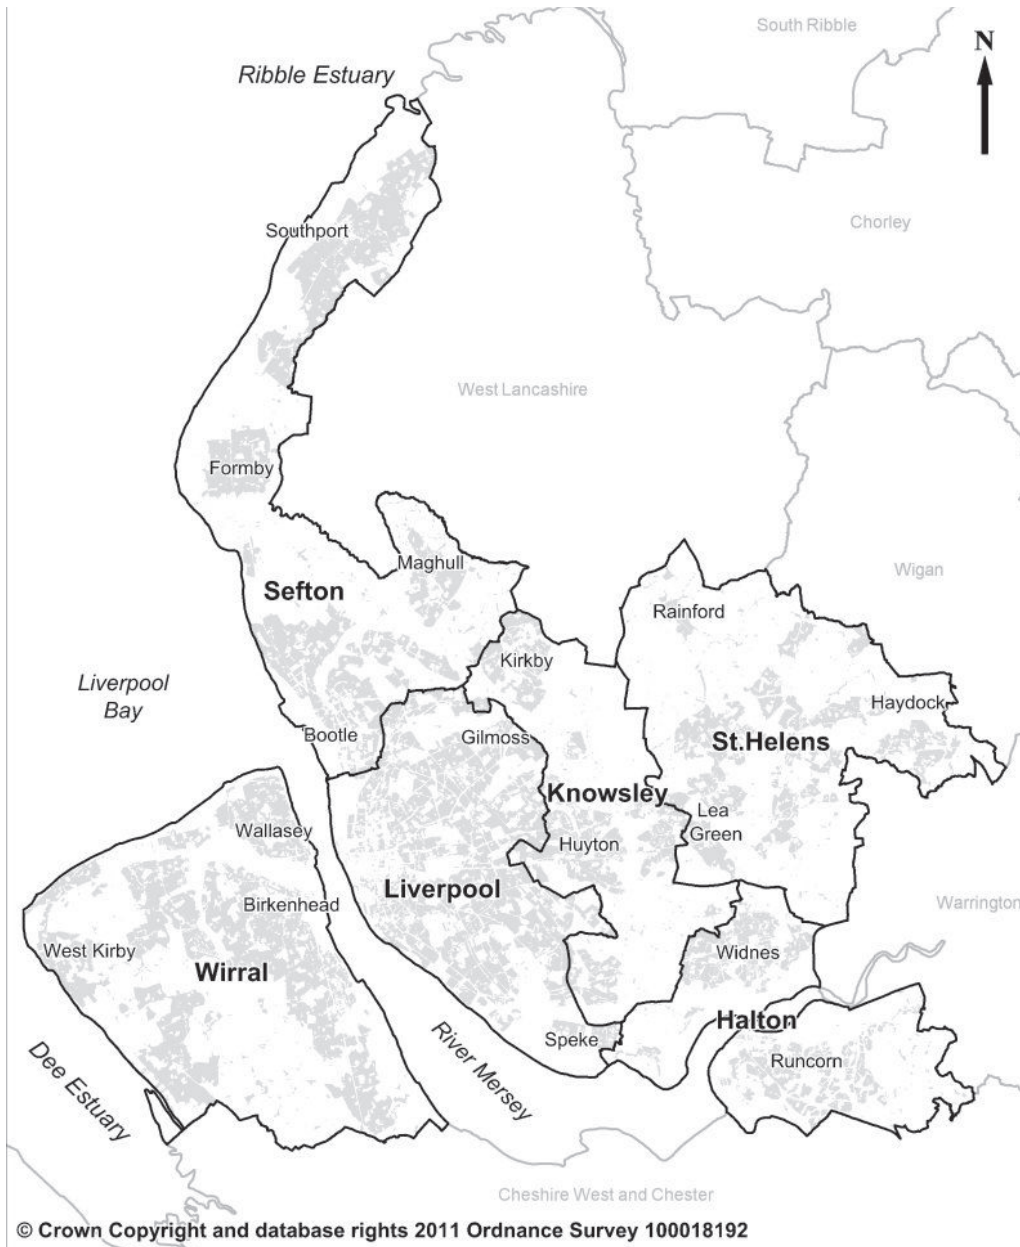 South Ribble
N
Ribble Estuary
Chorley
Southport
West Lancashire
Formby
Maghull
Wigan
Sefton
Rainford
Kirkby
Liverpool
Bay
Haydock
Bootle
Gilmoss
St.Helens
Knowsley
Lea
Green
Wallasey
Huyton
Liverpool
Birkenhead
Warrington
West Kirby
Widnes
Wirral
Halton
Speke
Runcorn
River Mersey
Dee Estuary
Cheshire West and Chester
© Crown Copyright and database rights 2011 Ordnance Survey 100018192